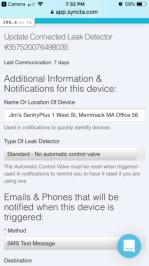 Camera 7:32 PM 59%
app.syncta.com
Update Connected Leak Detector
#357520076498035
Last Communication: 7 days
Additional Information &
Notifications for this device:
Name Or Location Of Device
Jim's SentryPlus 1 West St, Merrimack MA Office 56
Used in notifications to quickly identify devices
Type Of Leak Detector
Standard - No automatic control valve
The Automatic Control Valve must be reset when triggered -
used in notifications to remind you to have it reset if you are
using one
Emails & Phones that will be
notified when this device is
triggered:
* Method
SMS Text Message
Destination